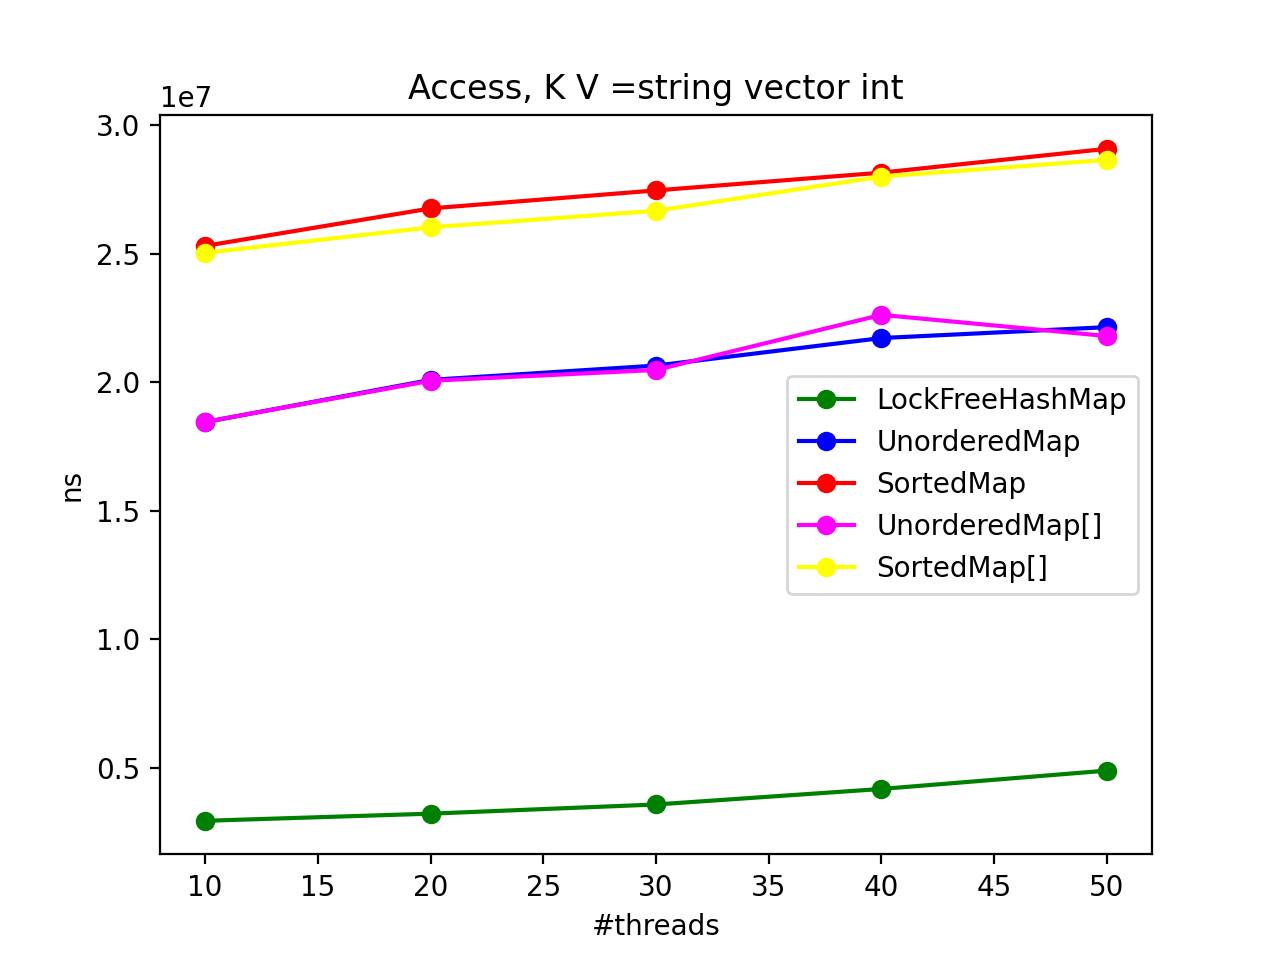 Access, K V =string vector int
1e7
3.0
2.5
2.0
1.5
1.0
0.5
ns
LockFreeHashMap
UnorderedMap
SortedMap
UnorderedMap[]
SortedMap[]
10 15 20 25 30 35 40 45 50
#threads